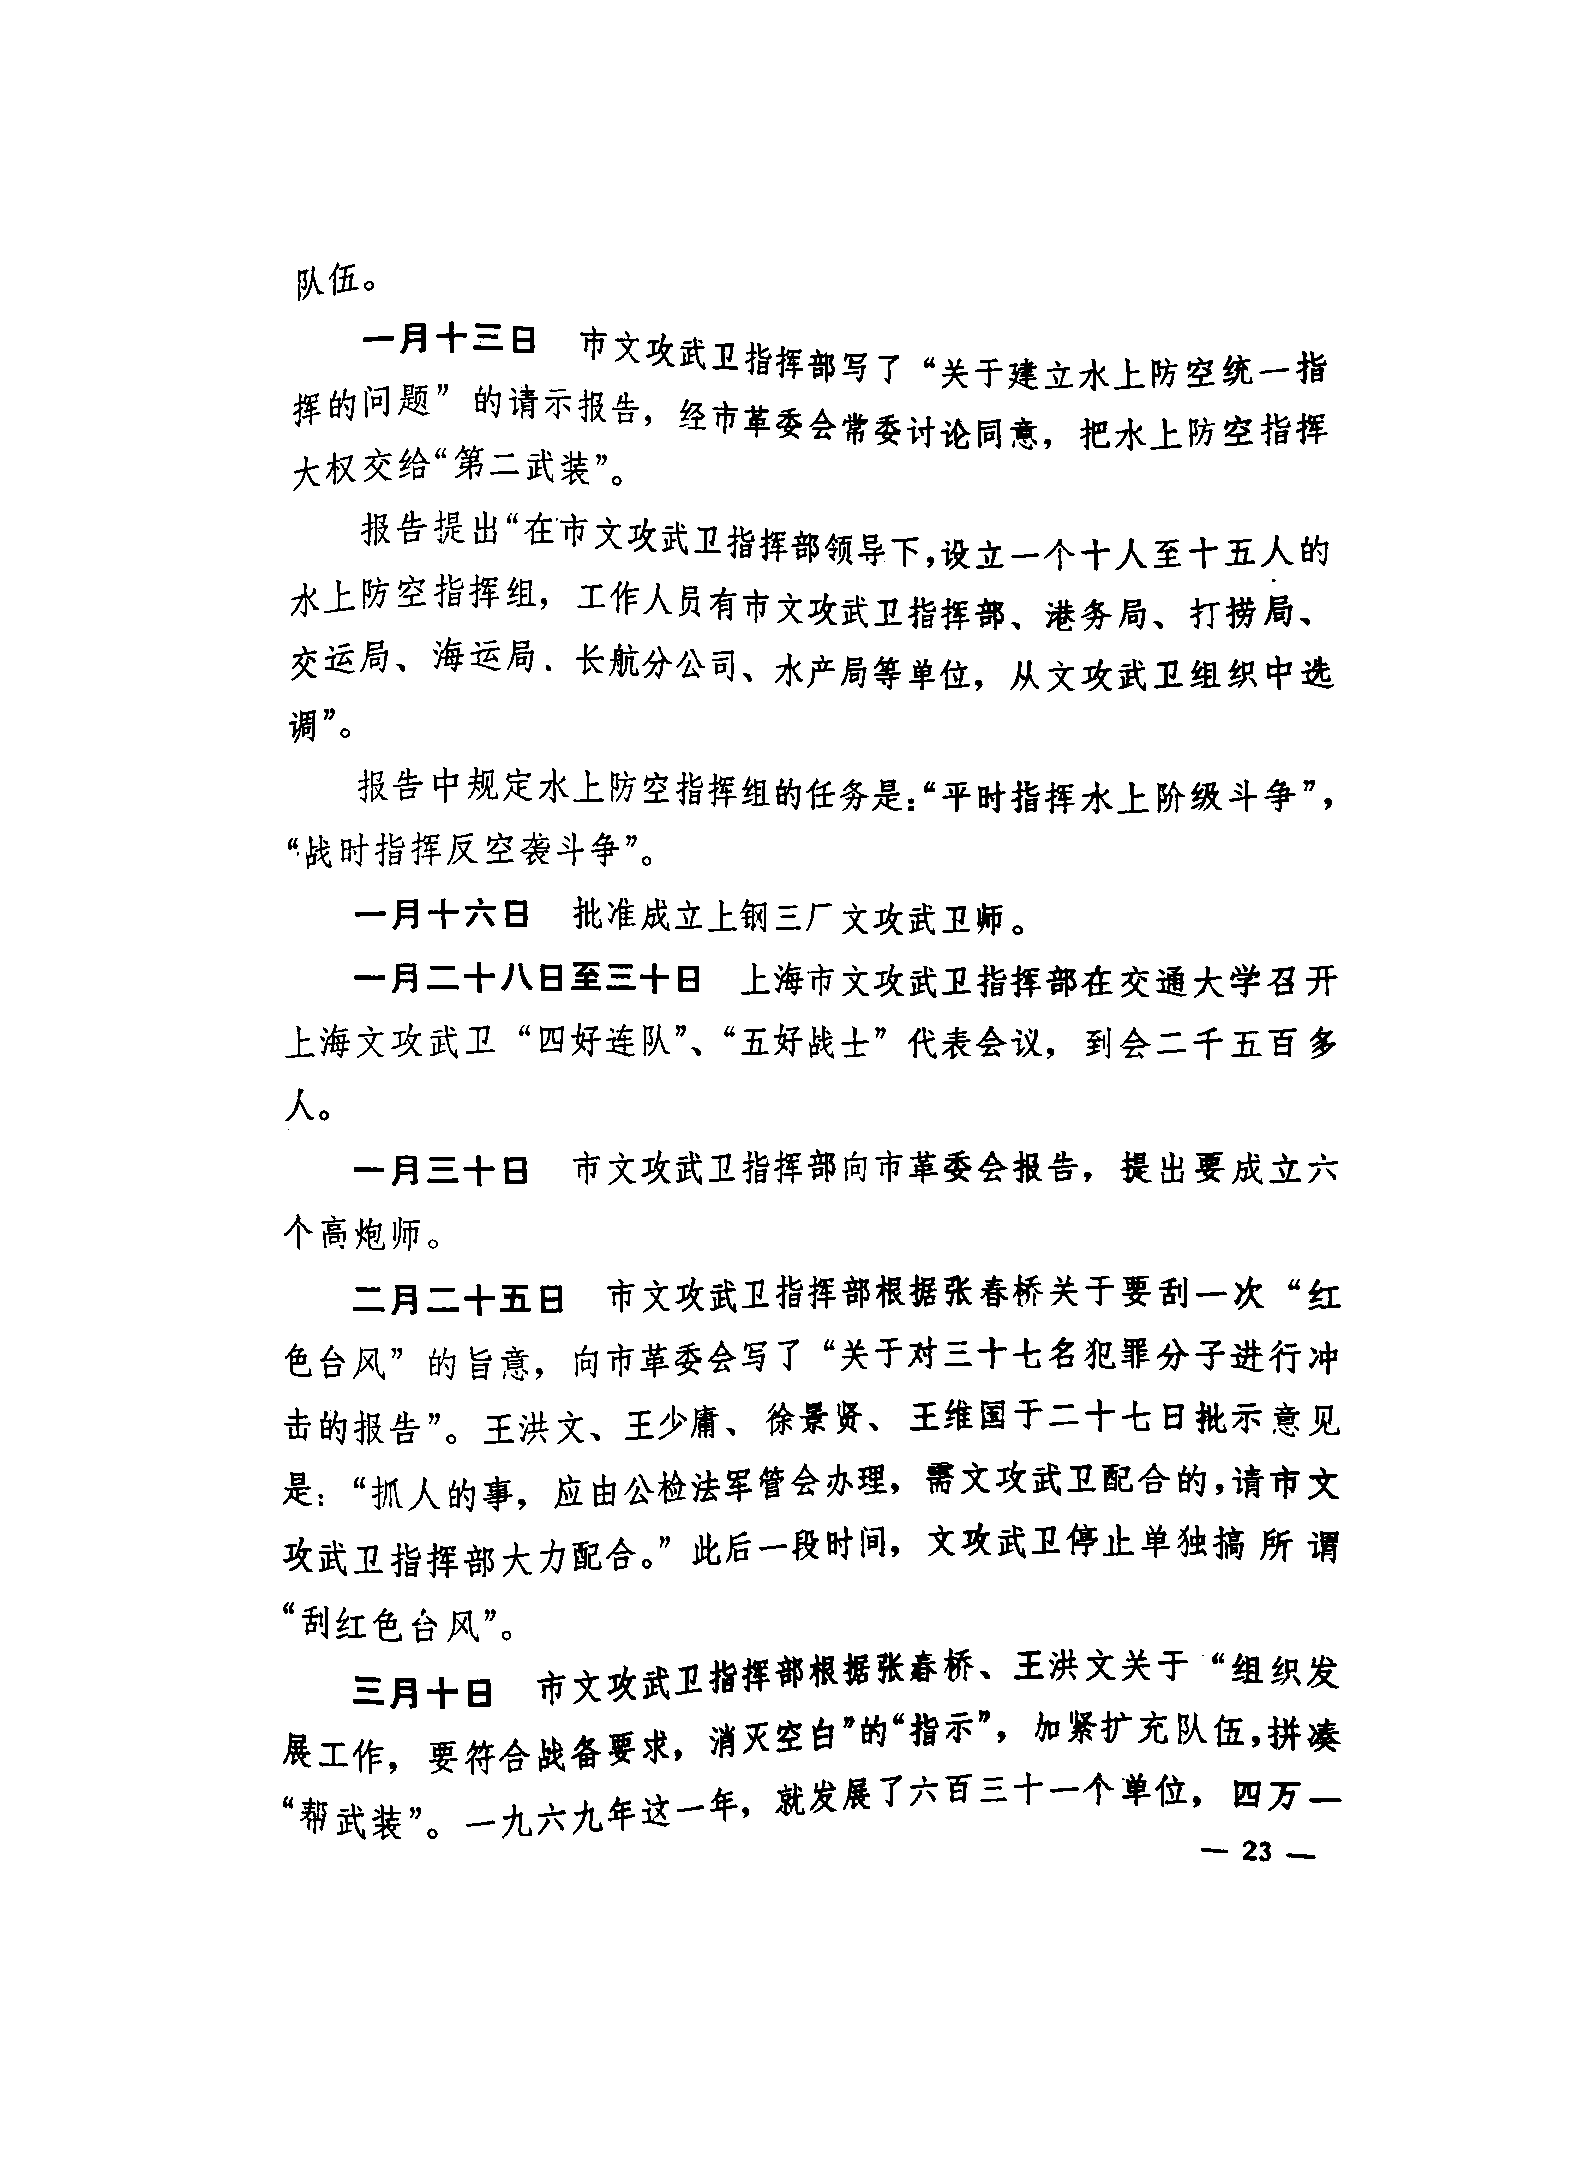 队伍。
一月十三日　市文攻武卫指挥部写了“关于建立水上防空统一指
挥的问题”的请示报告，经市革委会常委讨论同意，把水上防空指挥
大权交给“第二武装”。
报告提出“在市文攻武卫指挥部领导下，设立一个十人至十五人的
水上防空指挥组，工作人员有市文攻武卫指挥部、港务局、打捞局、
交运局、海运局．长航分公司、水产局等单位，从文攻武卫组织中选
调”。
报告中规定水上防空指挥组的任务是：“平时指挥水上阶级斗争”，
“战时指挥反空袭斗争”。
一月十六日　批准成立上钢三厂文攻武卫师。
一月二十八日至三十日　上海市文攻武卫指挥部在交通大学召开
上海文攻武卫“四好连队”、“五好战士”代表会议，到会二千五百多
人。
一月三十日　市文攻武卫指挥部向市革委会报告，提出要成立六
个高炮师。
二月二十五日　市文攻武卫指挥部根据张春桥关于要刮一次“红
色台风”的旨意，向市革委会写了“关于对三十七名犯罪分子进行冲
击的报告”。王洪文、王少庸、徐景贤、王维国于二十七日批示意见
是：“抓人的事，应由公检法军管会办理，需文攻武卫配合的，请市文
攻武卫指挥部大力配合。”此后一段时间，文攻武卫停止单独搞所谓
“刮红色台风”。
三月十日　市文攻武卫指挥部根据张春桥、王洪文关于“组织发
展工作，要符合战备要求，消灭空白”的“指示”，加紧扩充队伍，拼凑
“帮武装”。一九六九年这一年，就发展了六百三十一个单位，四万一
— 23 —